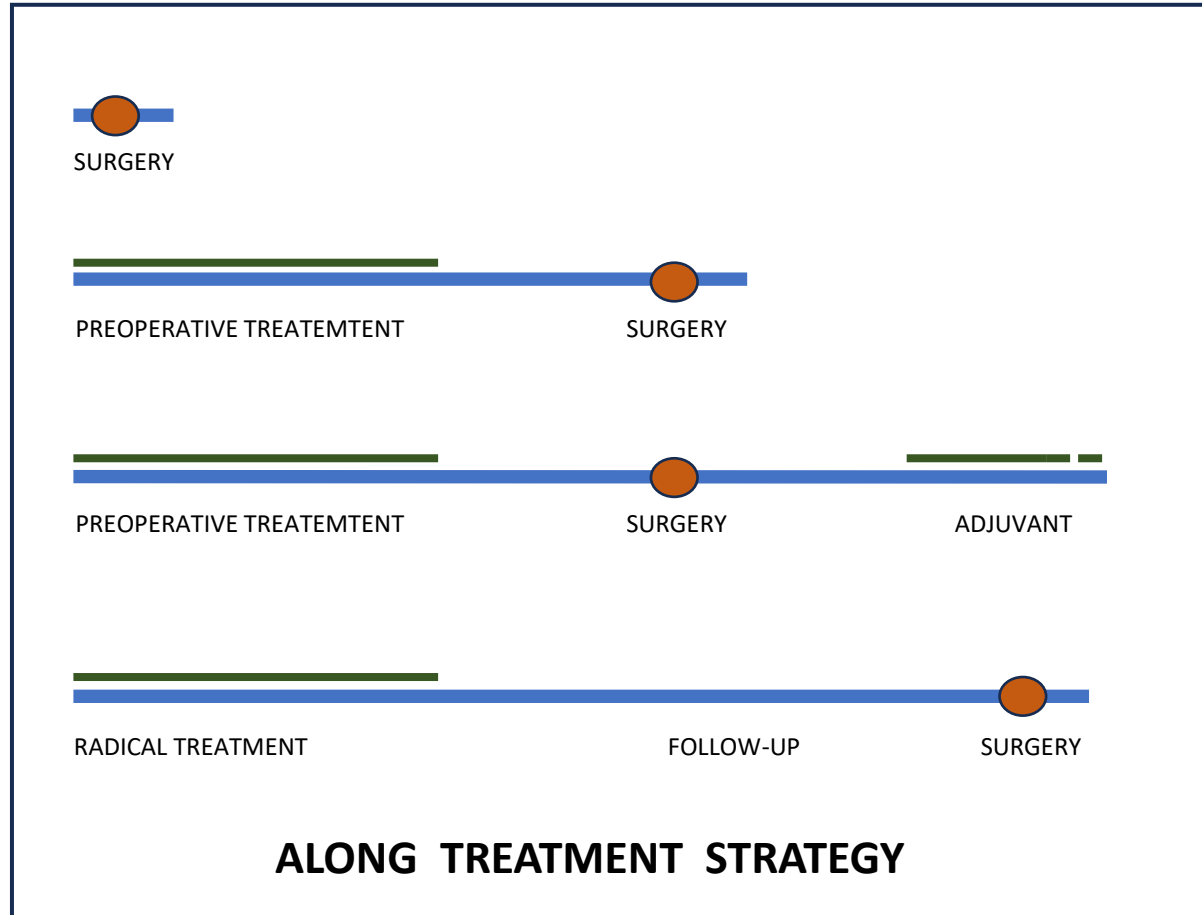 SURGERY
PREOPERATIVE TREATEMTENT SURGERY
PREOPERATIVE TREATEMTENT SURGERY ADJUVANT
RADICAL TREATMENT FOLLOW-UP SURGERY
ALONG TREATMENT STRATEGY